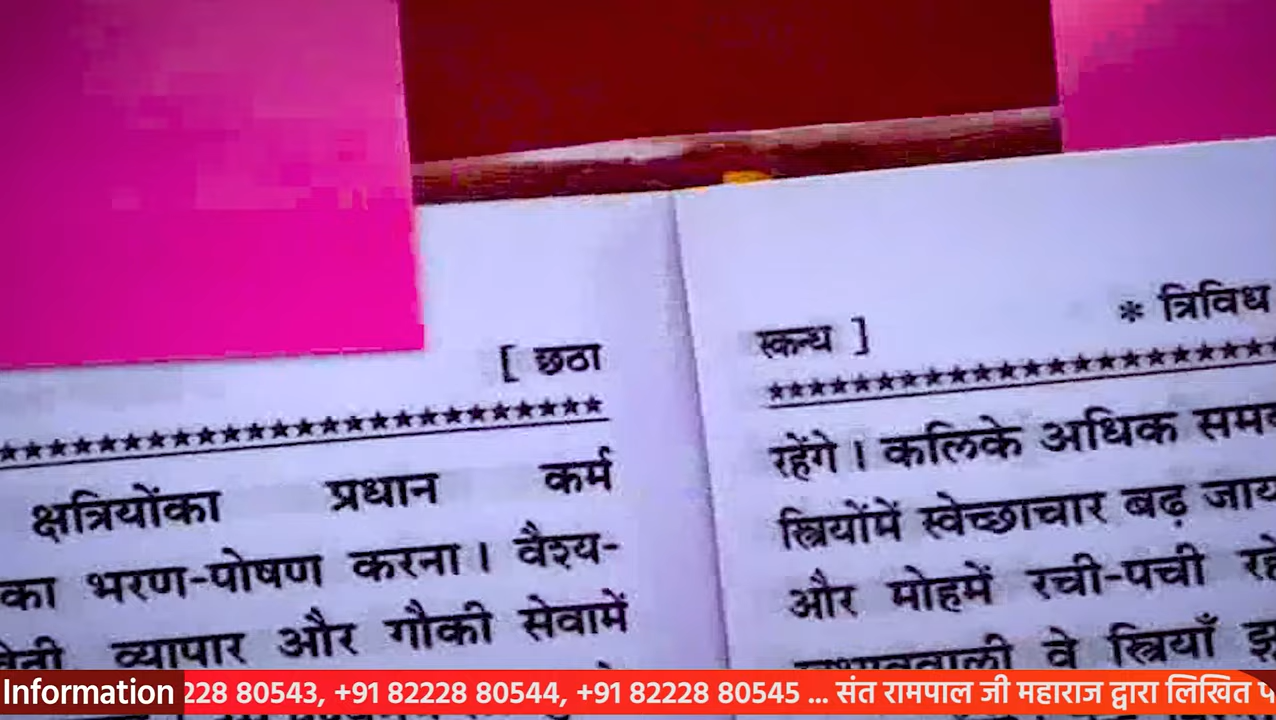 [ छठा
★★★★★★★★★★★★★★★★★★★★★★★★
क्षत्रियोंका प्रधान कर्म
का भरण-पोषण करना। वैश्य-
व्यापार और गौकी सेवामें
स्कन्ध ]
* त्रिविध
★★★★★★★★★★★★★★★★★★★
रहेंगे। कलिके अधिक
स्त्रियोंमें स्वेच्छाचार बढ़
और मोहमें रची-पची
वे स्त्रियाँ
Information 228 80543, +91 82228 80544, +91 82228 80545 ... संत रामपाल जी महाराज द्वारा लिखित